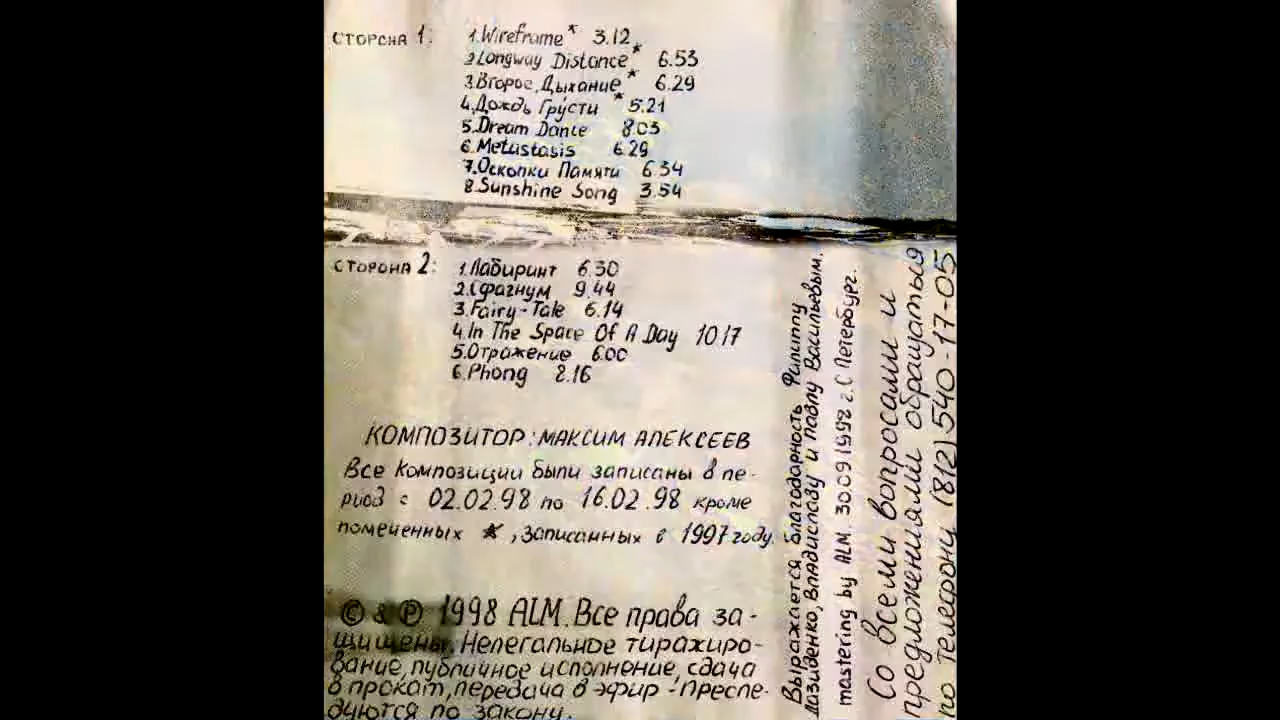 СТОРОНА 1:
1.Wireframe* 3.12
2.Longway Distance* 6.53
3.Второе Дыхание* 6.29
4.Дождь Грусти *5.21
5.Dream Dance 8.03
6.Metastasis 6.29
7.Осколки Памяти 6.34
8.Sunshine Song 3.54
СТОРОНА 2:
1.Лабиринт 6.30
2.Сфагнум 9.44
3.Fairy-Tale 6.14
4.In The Space Of A Day 10.17
5.Отражение 6.00
6.Phong 2.16
КОМПОЗИТОР: МАКСИМ АЛЕКСЕЕВ
Все композиции были записаны в пе-
риод с 02.02.98 по 16.02.98 кроме
помеченных *, записанных в 1997 году.
© & ℗ 1998 ALM. Все права за-
щищены. Нелегальное тиражиро-
вание, публичное исполнение, сдача
в прокат, передача в эфир - преспе-
дуются по закону.
Выражается благодарность Филиппу
Владиславу и Павлу Васильевым.
mastering by ALM. 30.09.1998 г. С Петербург.
Со всеми вопросами и
предложениями обращаться
по телефону (812) 540-17-05